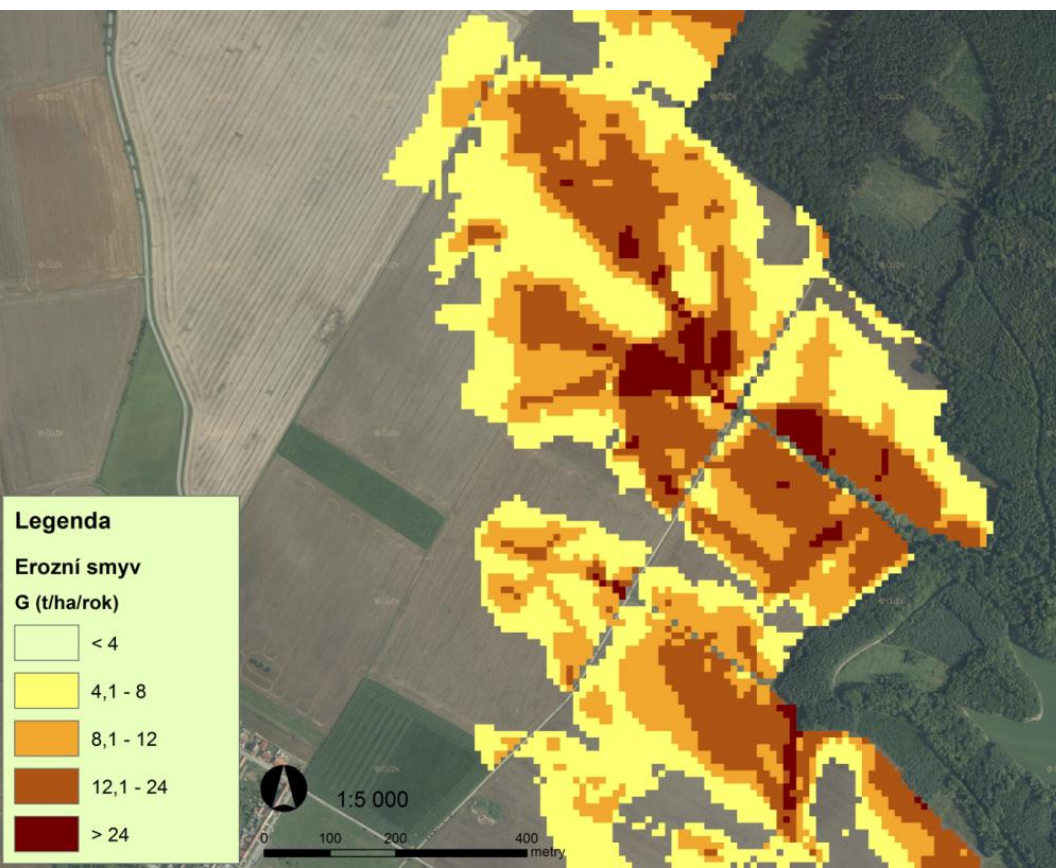 Legenda
Erozní smyv
G (t/ha/rok)
< 4
4,1 - 8
8,1 - 12
12,1 - 24
> 24
1:5 000
0 100 200 400
metry